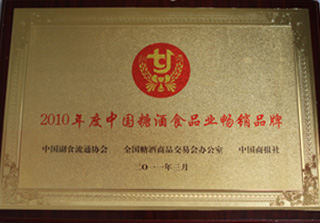 2010年度中国糖酒食品业畅销品牌
中国副食流通协会 全国糖酒商品交易会办公室 中国商报社
二〇一一年三月